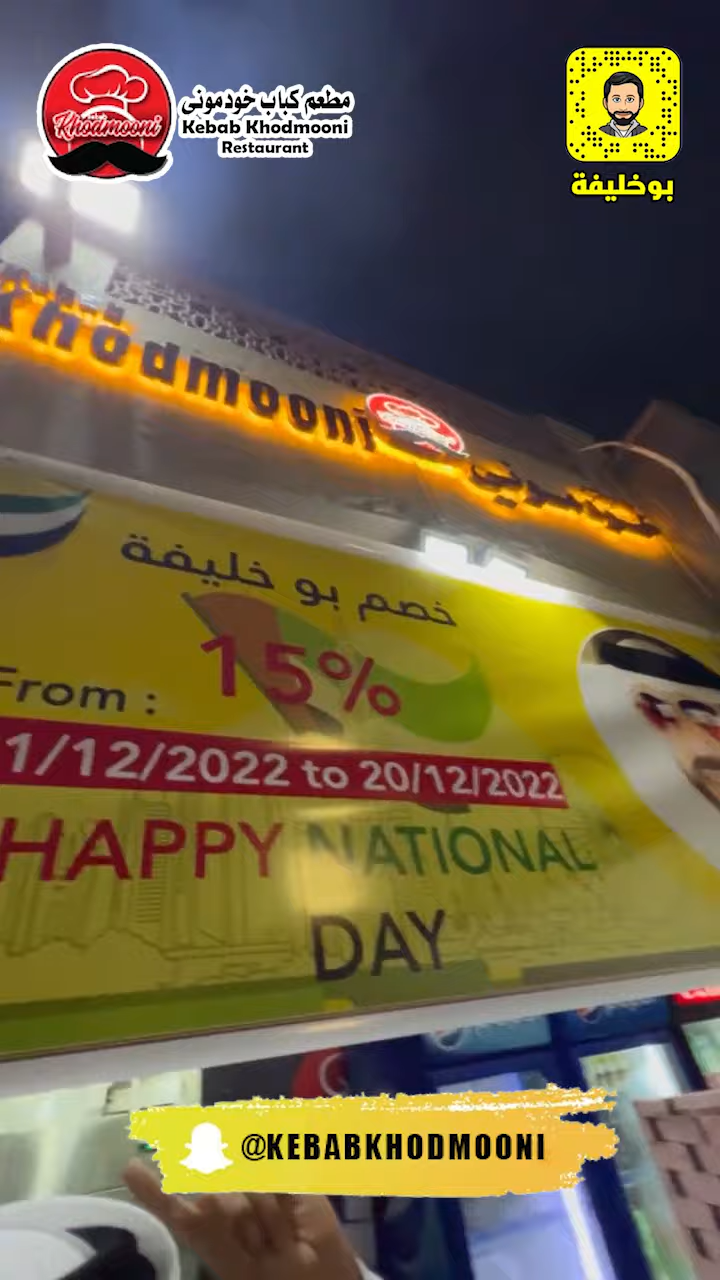 Khodmooni
مطعم كباب خودمونی
Kebab Khodmooni
Restaurant
بوخليفة
khodmooni
خودمونی
خصم بو خليفة
15%
From :
1/12/2022 to 20/12/2022
HAPPY NATIONAL
DAY
@KEBABKHODMOONI